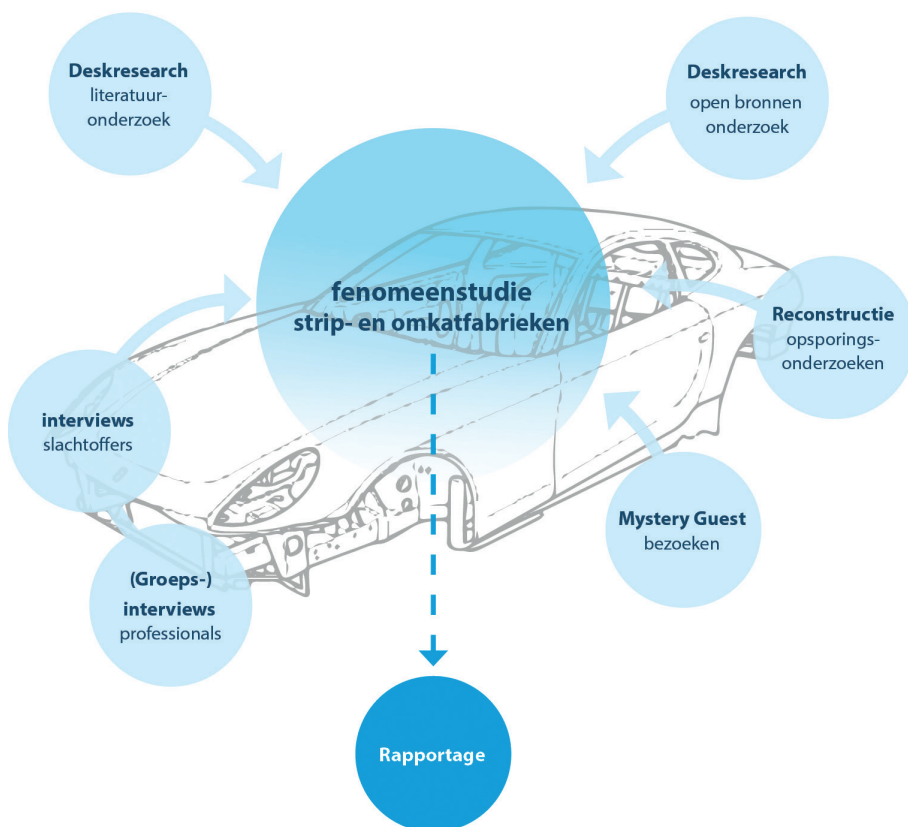 Deskresearch
literatuur-
onderzoek
Deskresearch
open bronnen
onderzoek
fenomeenstudie
strip- en omkatfabrieken
Reconstructie
opsporings-
onderzoeken
interviews
slachtoffers
Mystery Guest
bezoeken
(Groeps-)
interviews
professionals
Rapportage